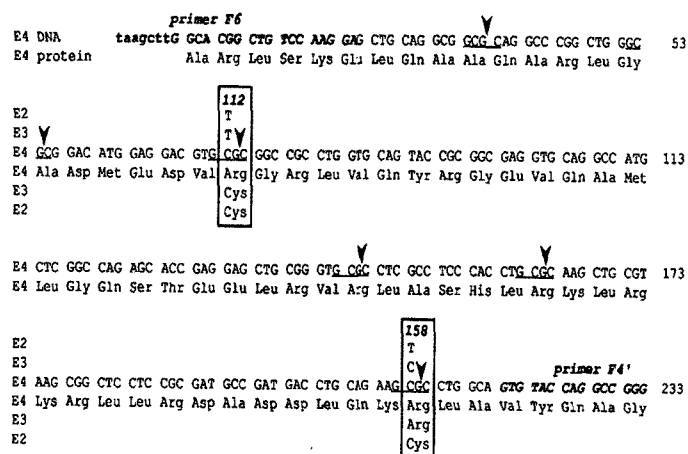 primer F6
E4 DNA taagcttG GCA CGG CTG TCC AAG GAG CTG CAG GCG GCG CAG GCC CGG CTG GGC 53
E4 protein Ala Arg Leu Ser Lys Glu Leu Gln Ala Ala Gln Ala Arg Leu Gly
112
E2 T
E3 T
E4 GCG GAC ATG GAG GAC GTG CGC GGC CGC CTG GTG CAG TAC CGC GGC GAG GTG CAG GCC ATG 113
E4 Ala Asp Met Glu Asp Val Arg Gly Arg Leu Val Gln Tyr Arg Gly Glu Val Gln Ala Met
E3 Cys
E2 Cys
E4 CTC GGC CAG AGC ACC GAG GAG CTG CGG GTG CGC CTC GCC TCC CAC CTG CGC AAG CTG CGT 173
E4 Leu Gly Gln Ser Thr Glu Glu Leu Arg Val Arg Leu Ala Ser His Leu Arg Lys Leu Arg
158
E2 T
E3 C primer F4'
E4 AAG CGG CTC CTC CGC GAT GCC GAT GAC CTG CAG AAG CGC CTG GCA GTG TAC CAG GCC GGG 233
E4 Lys Arg Leu Leu Arg Asp Ala Asp Asp Leu Gln Lys Arg Leu Ala Val Tyr Gln Ala Gly
E3 Arg
E2 Cys